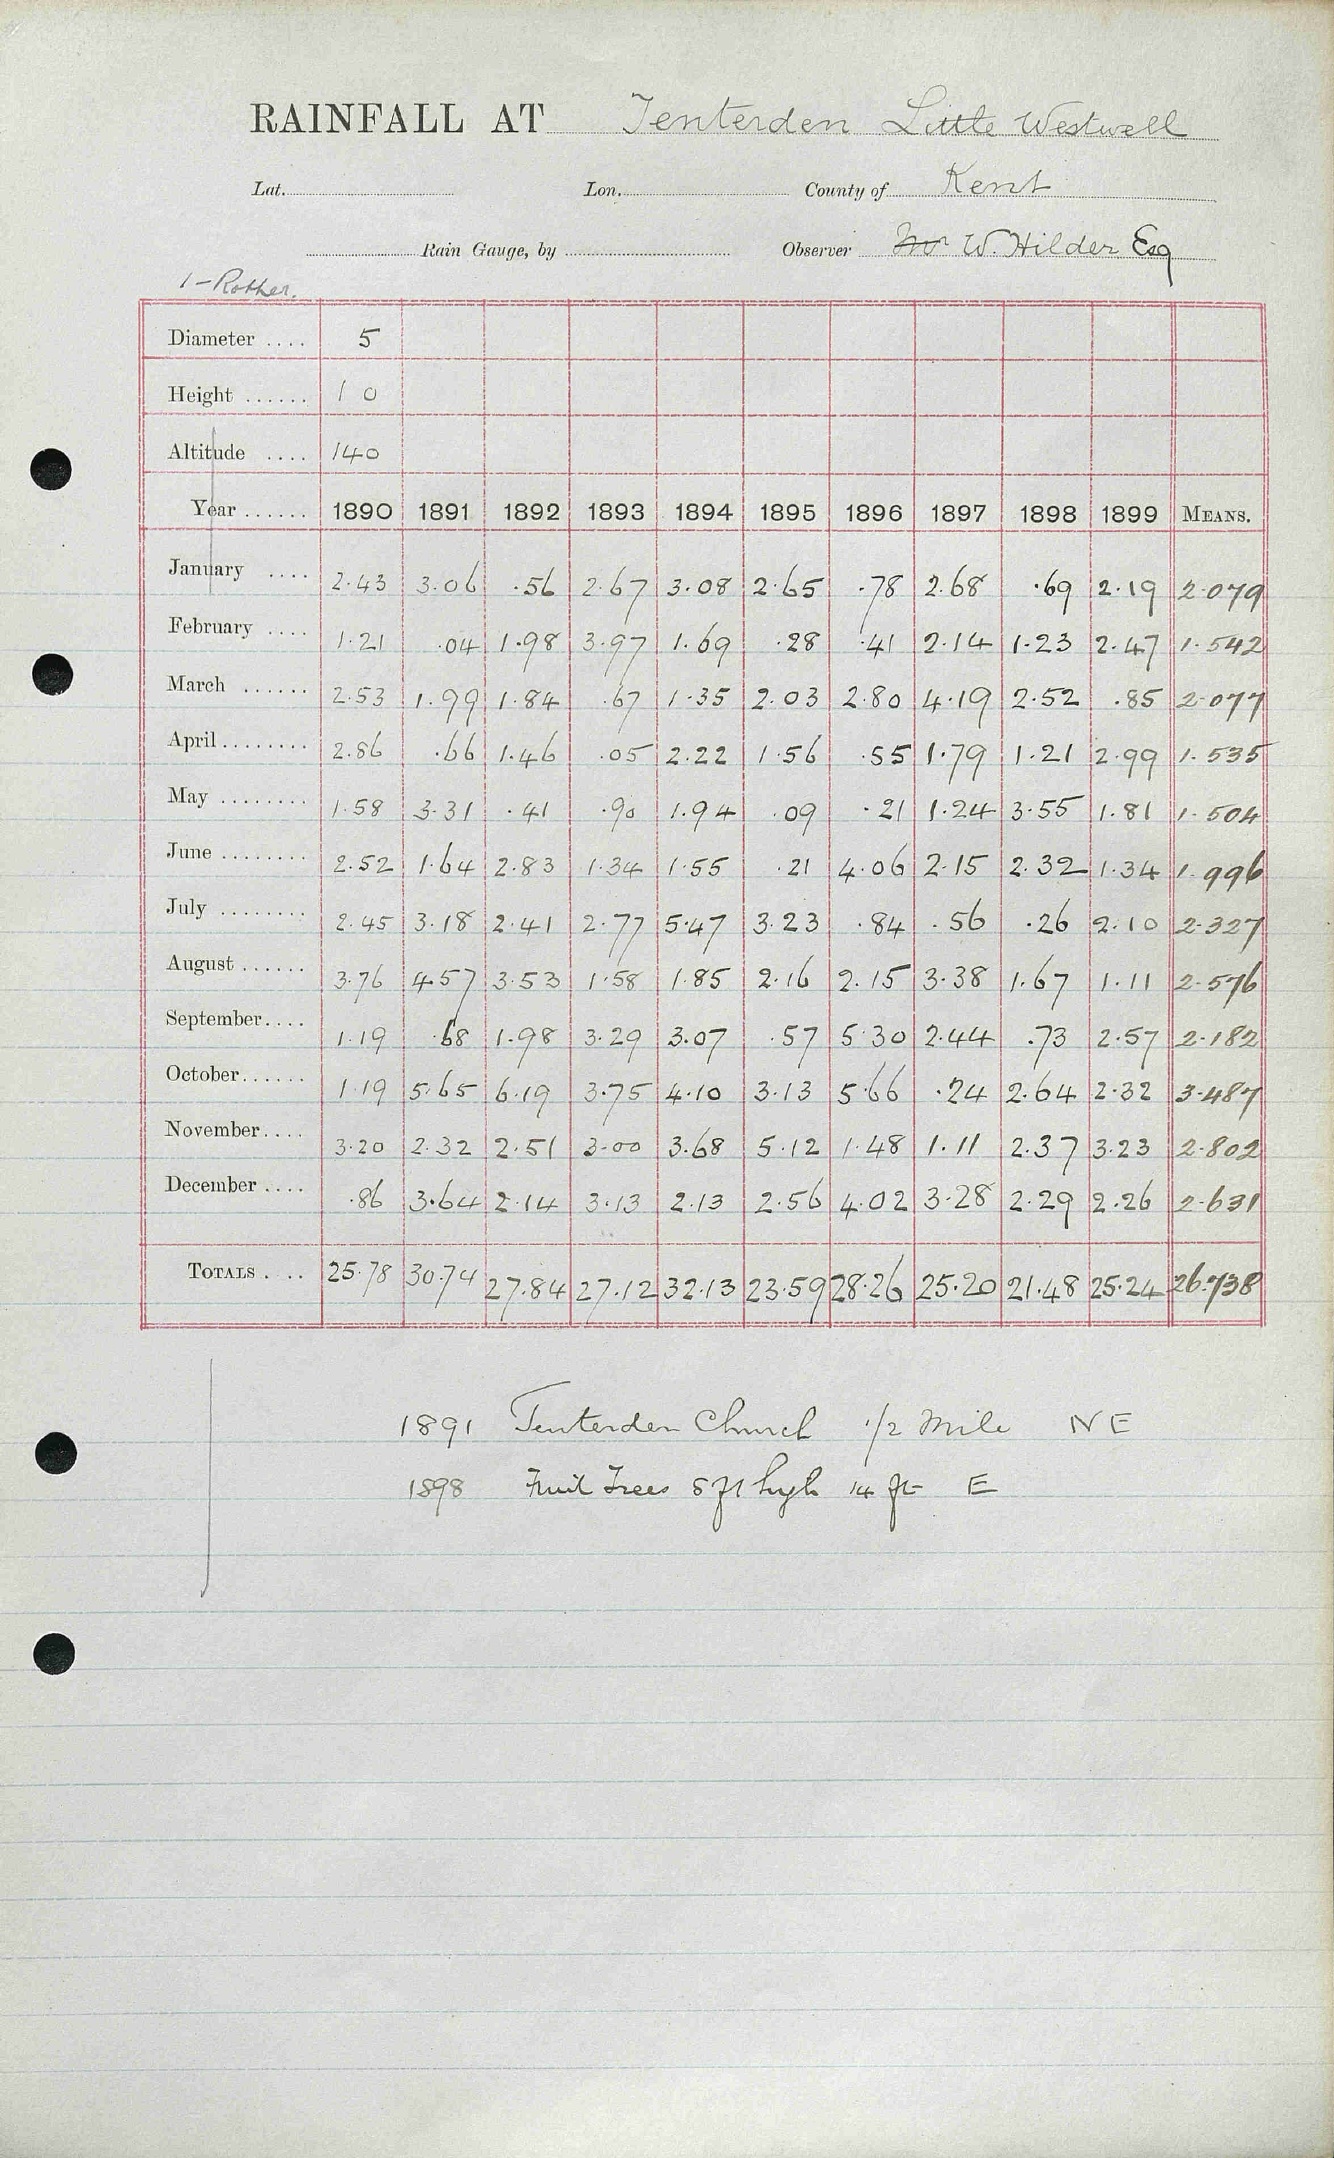 RAINFALL AT Tenterden Little Westwell
Lat. Lon. County of Kent
Rain Gauge, by Observer Mr W. Hilder Esq
1-Rother.
Diameter .... 5
Height ...... 1 0
Altitude .... 140
Year ...... 1890 1891 1892 1893 1894 1895 1896 1897 1898 1899 MEANS.
January .... 2.43 3.06 .56 2.67 3.08 2.65 .78 2.68 .69 2.19 2.079
February .... 1.21 .04 1.98 3.97 1.69 .28 .41 2.14 1.23 2.47 1.542
March ...... 2.53 1.99 1.84 .67 1.35 2.03 2.80 4.19 2.52 .85 2.077
April ........ 2.86 .66 1.46 .05 2.22 1.56 .55 1.79 1.21 2.99 1.535
May ........ 1.58 3.31 .41 .90 1.94 .09 .21 1.24 3.55 1.81 1.504
June ........ 2.52 1.64 2.83 1.34 1.55 .21 4.06 2.15 2.32 1.34 1.996
July ........ 2.45 3.18 2.41 2.77 5.47 3.23 .84 .56 .26 2.10 2.327
August ...... 3.76 4.57 3.53 1.58 1.85 2.16 2.15 3.38 1.67 1.11 2.576
September.... 1.19 .68 1.98 3.29 3.07 .57 5.30 2.44 .73 2.57 2.182
October...... 1.19 5.65 6.19 3.75 4.10 3.13 5.66 .24 2.64 2.32 3.487
November.... 3.20 2.32 2.51 3.00 3.68 5.12 1.48 1.11 2.37 3.23 2.802
December .... .86 3.64 2.14 3.13 2.13 2.56 4.02 3.28 2.29 2.26 2.631
TOTALS .... 25.78 30.74 27.84 27.12 32.13 23.59 28.26 25.20 21.48 25.24 26.738
1891 Tenterden Church 1/2 Mile NE
1898 Fruit Trees 8 ft high 14 ft E